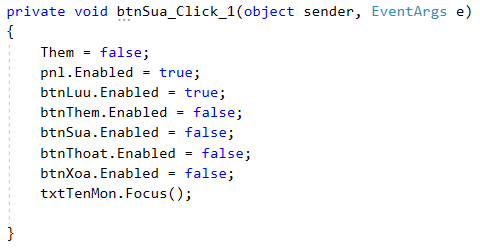 private void btnSua_Click_1(object sender, EventArgs e)
{
Them = false;
pnl.Enabled = true;
btnLuu.Enabled = true;
btnThem.Enabled = false;
btnSua.Enabled = false;
btnThoat.Enabled = false;
btnXoa.Enabled = false;
txtTenMon.Focus();
}